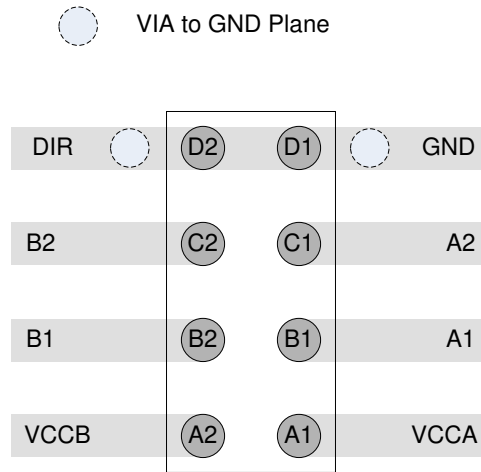 VIA to GND Plane
DIR D2 D1 GND
B2 C2 C1 A2
B1 B2 B1 A1
VCCB A2 A1 VCCA